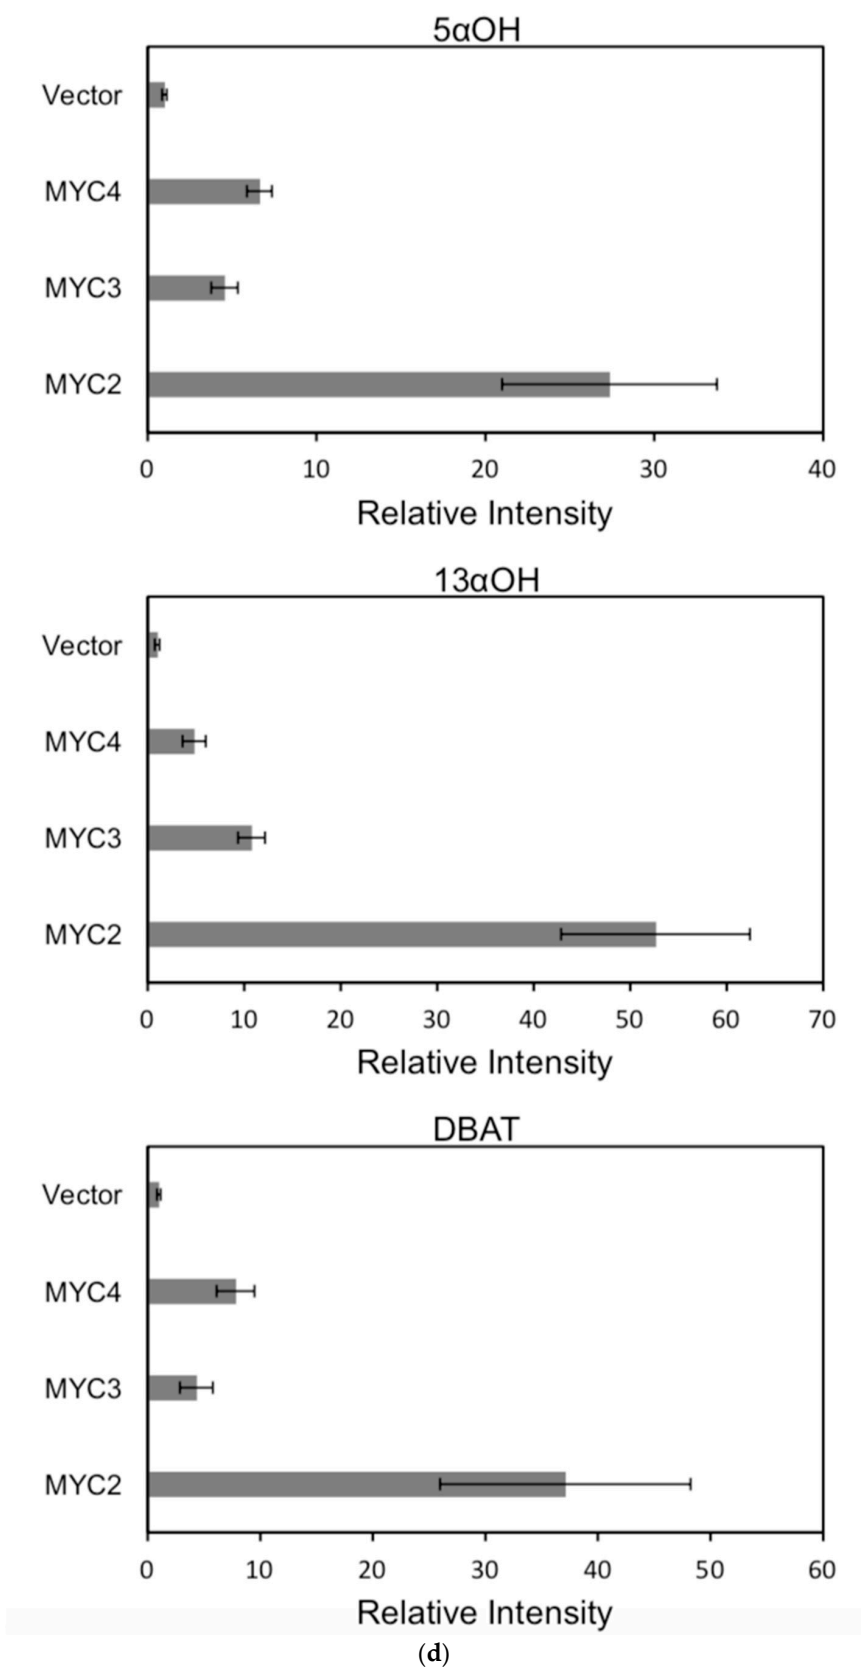 5αOH
Vector
MYC4
MYC3
MYC2
0 10 20 30 40
Relative Intensity
13αOH
Vector
MYC4
MYC3
MYC2
0 10 20 30 40 50 60 70
Relative Intensity
DBAT
Vector
MYC4
MYC3
MYC2
0 10 20 30 40 50 60
Relative Intensity
(d)